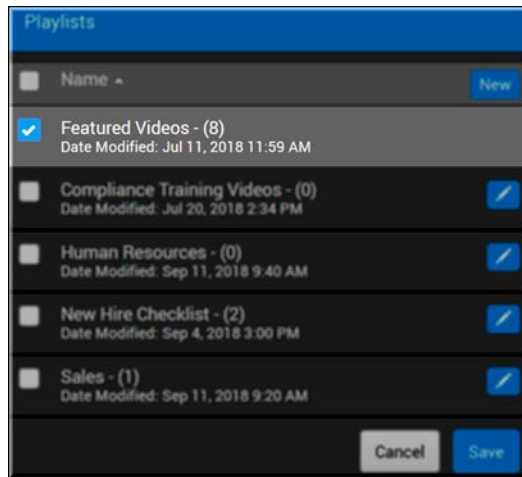 Playlists
Name
New
Featured Videos - (8)
Date Modified: Jul 11, 2018 11:59 AM
Compliance Training Videos - (0)
Date Modified: Jul 20, 2018 2:34 PM
Human Resources - (0)
Date Modified: Sep 11, 2018 9:40 AM
New Hire Checklist - (2)
Date Modified: Sep 4, 2018 3:00 PM
Sales - (1)
Date Modified: Sep 11, 2018 9:20 AM
Cancel Save